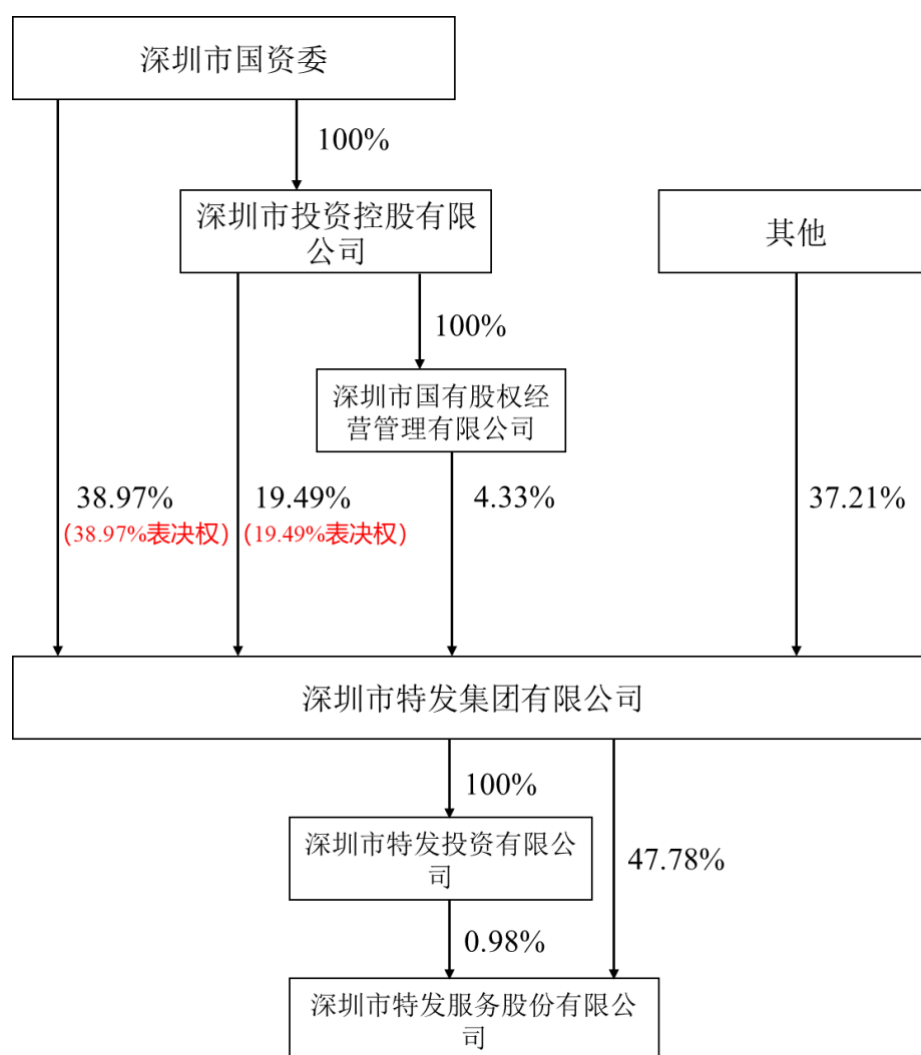 深圳市国资委
100%
深圳市投资控股有限
公司
其他
100%
深圳市国有股权经
营管理有限公司
38.97%
(38.97%表决权)
19.49%
(19.49%表决权)
4.33%
37.21%
深圳市特发集团有限公司
100%
深圳市特发投资有限公
司
47.78%
0.98%
深圳市特发服务股份有限公
司